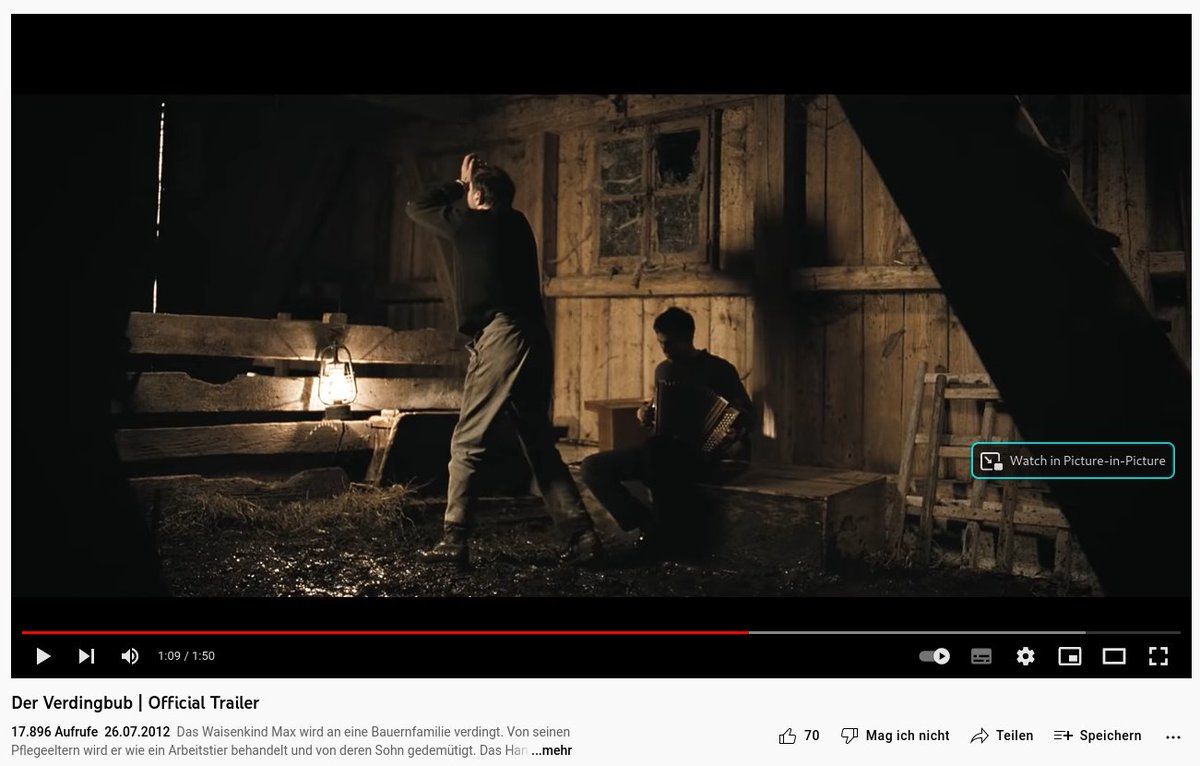 Watch in Picture-in-Picture
1:09 / 1:50
Der Verdingbub | Official Trailer
17.896 Aufrufe 26.07.2012 Das Waisenkind Max wird an eine Bauernfamilie verdingt. Von seinen
Pflegeeltern wird er wie ein Arbeitstier behandelt und von deren Sohn gedemütigt. Das Han ...mehr
70 Mag ich nicht Teilen Speichern